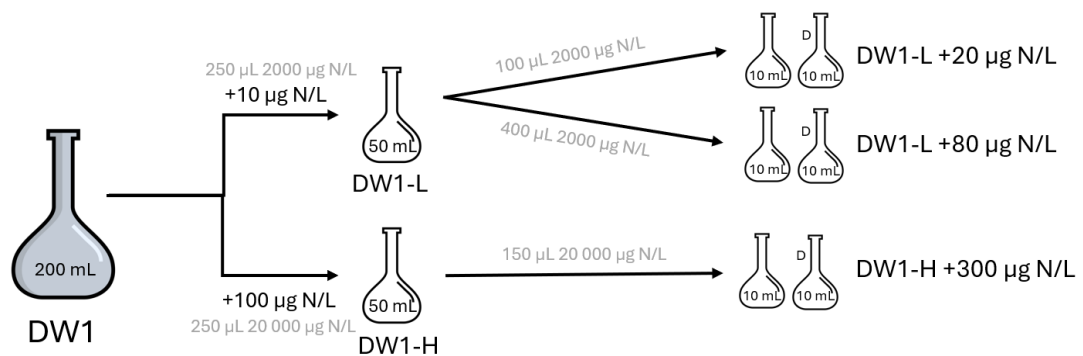 200 mL
DW1
250 µL 2000 µg N/L
+10 µg N/L
50 mL
DW1-L
+100 µg N/L
250 µL 20 000 µg N/L
50 mL
DW1-H
100 µL 2000 µg N/L
400 µL 2000 µg N/L
150 µL 20 000 µg N/L
D
10 mL 10 mL
DW1-L +20 µg N/L
D
10 mL 10 mL
DW1-L +80 µg N/L
D
10 mL 10 mL
DW1-H +300 µg N/L